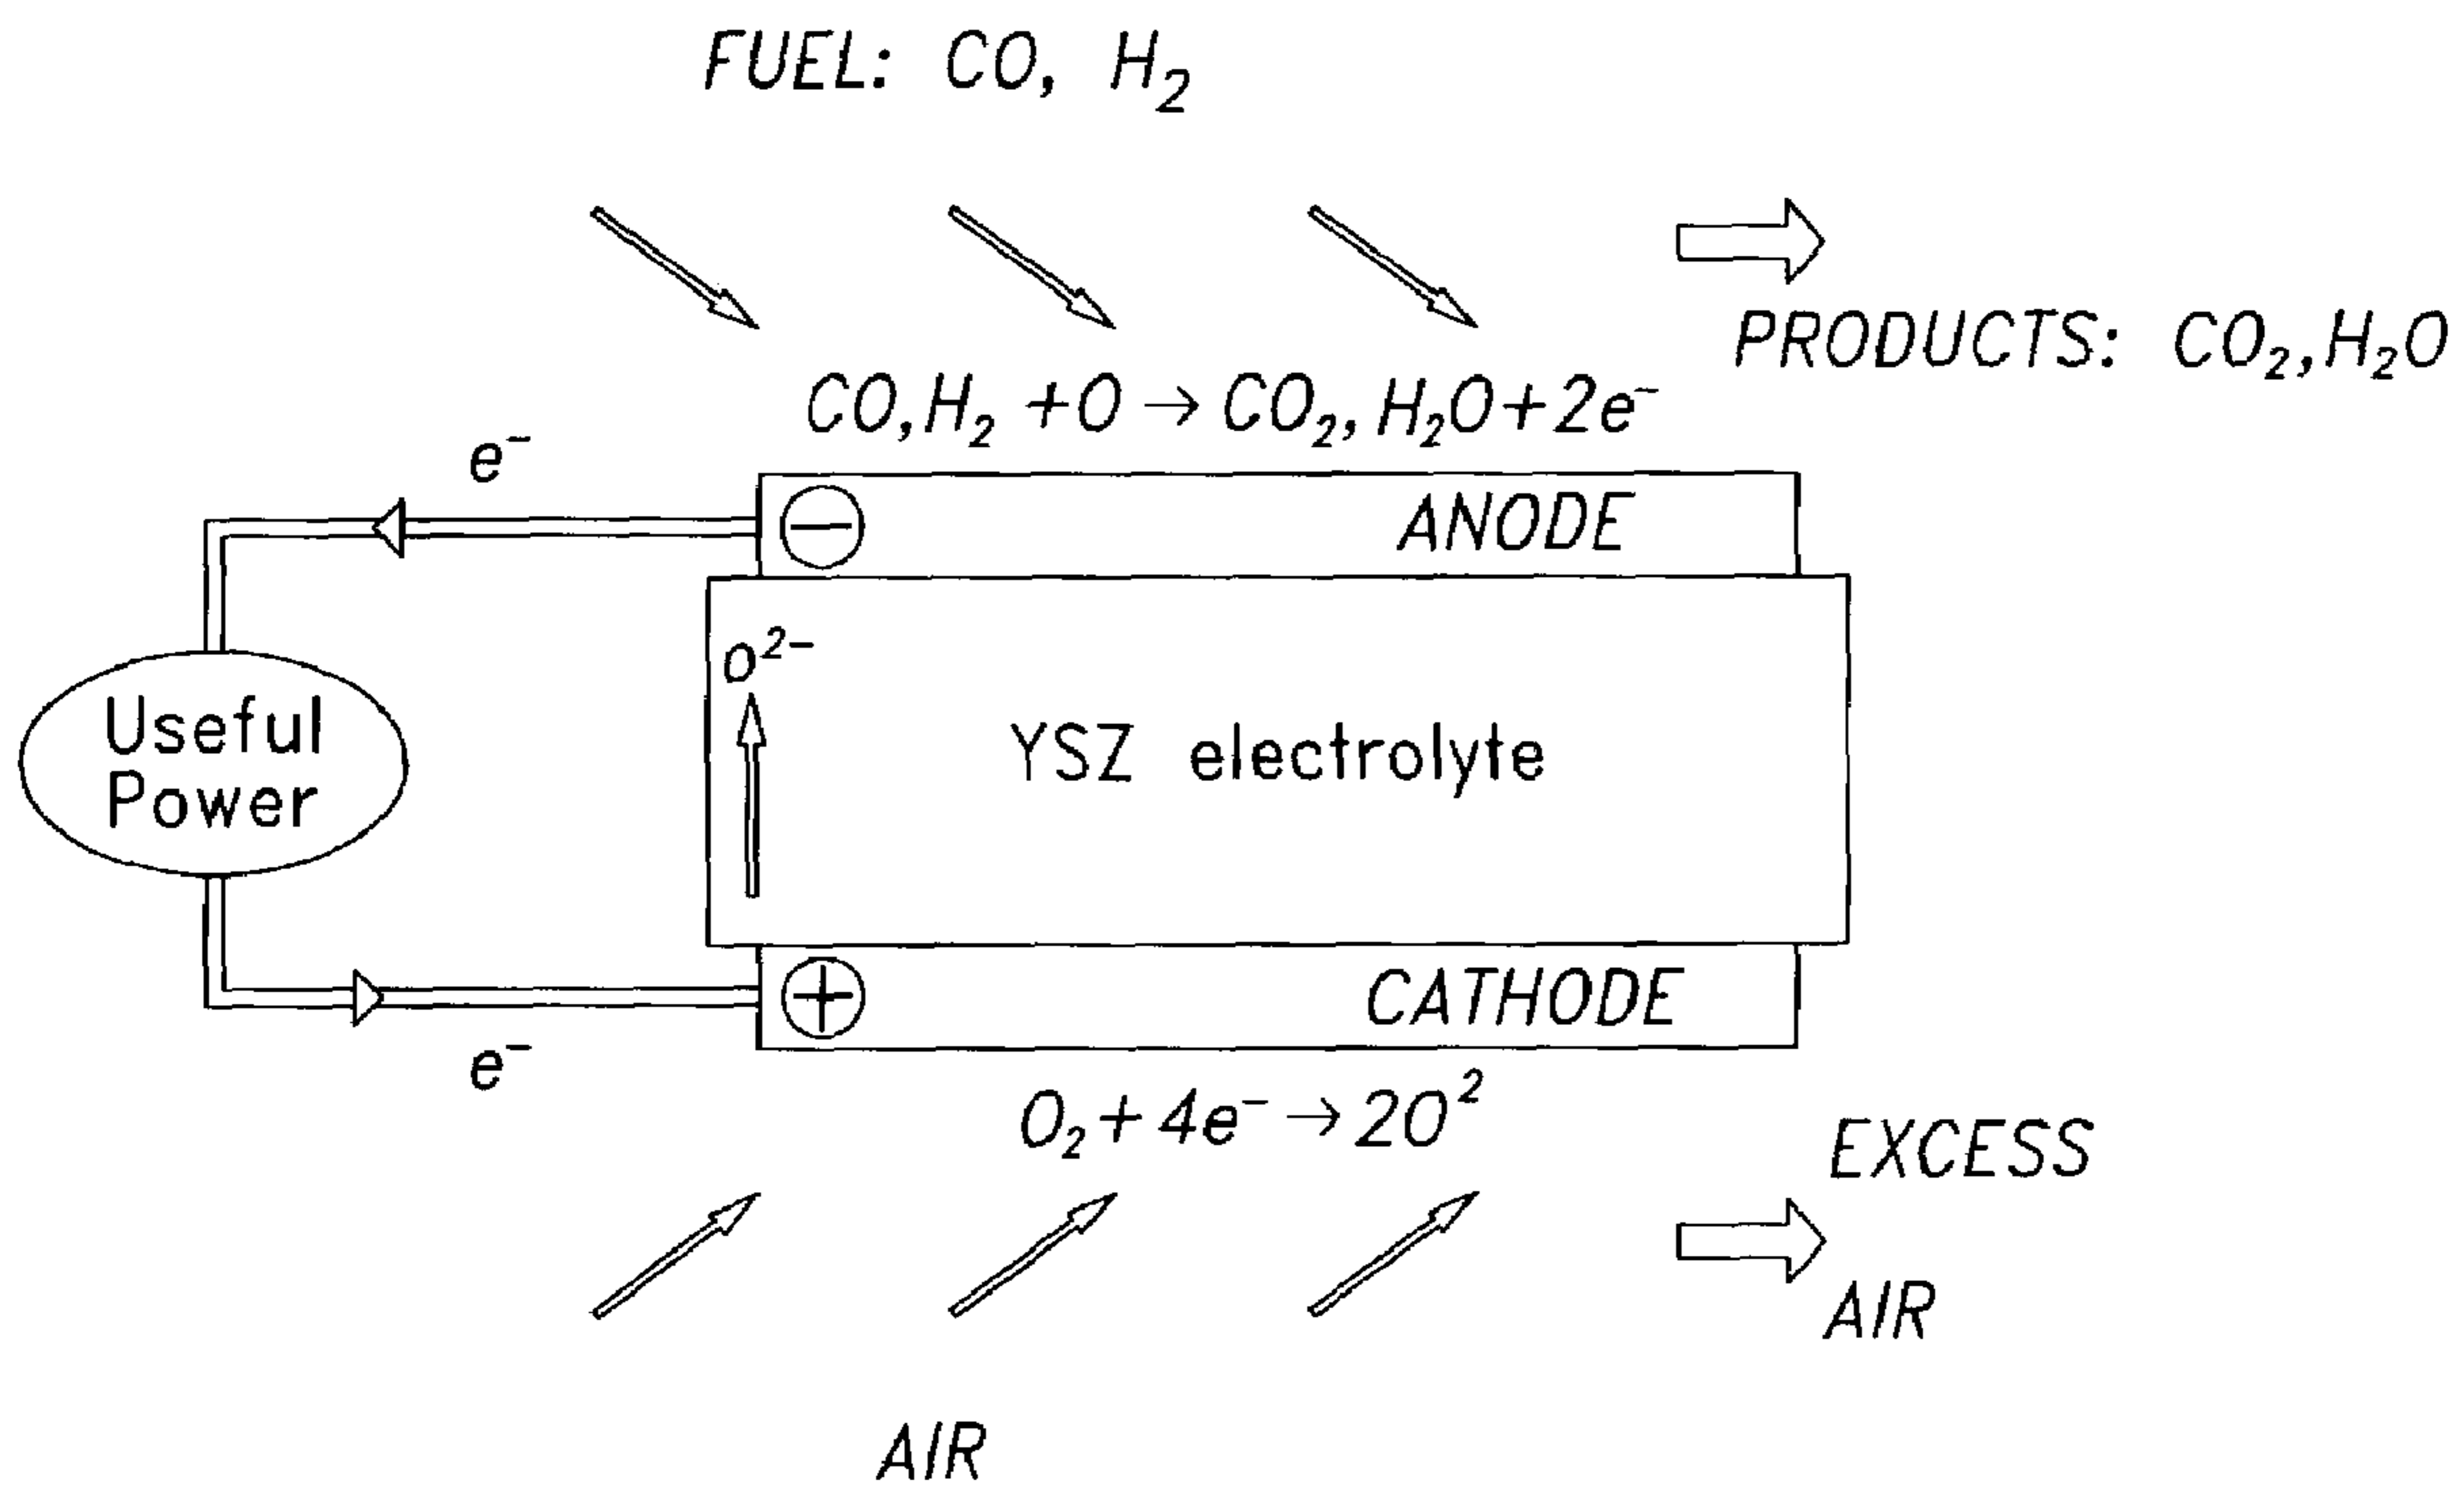 FUEL: CO, H₂
PRODUCTS: CO₂,H₂O
CO,H₂ +O → CO₂, H₂O+2e⁻
e⁻
⊖ ANODE
O²⁻
Useful
Power
YSZ electrolyte
⊕ CATHODE
e⁻
O₂+4e⁻→2O²
EXCESS
AIR
AIR